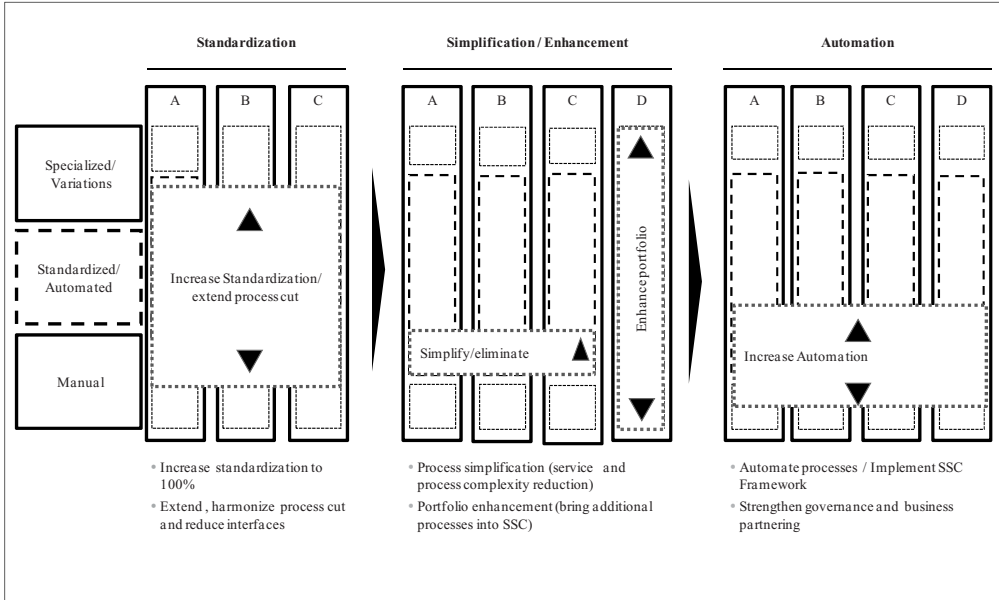 Standardization
Simplification / Enhancement
Automation
A
B
C
A
B
C
D
A
B
C
D
Specialized/
Variations
Standardized/
Automated
Manual
Increase Standardization/
extend process cut
Simplify/eliminate
Enhance portfolio
Increase Automation
• Increase standardization to
100%
• Extend , harmonize process cut
and reduce interfaces
• Process simplification (service and
process complexity reduction)
• Portfolio enhancement (bring additional
processes into SSC)
• Automate processes / Implement SSC
Framework
• Strengthen governance and business
partnering